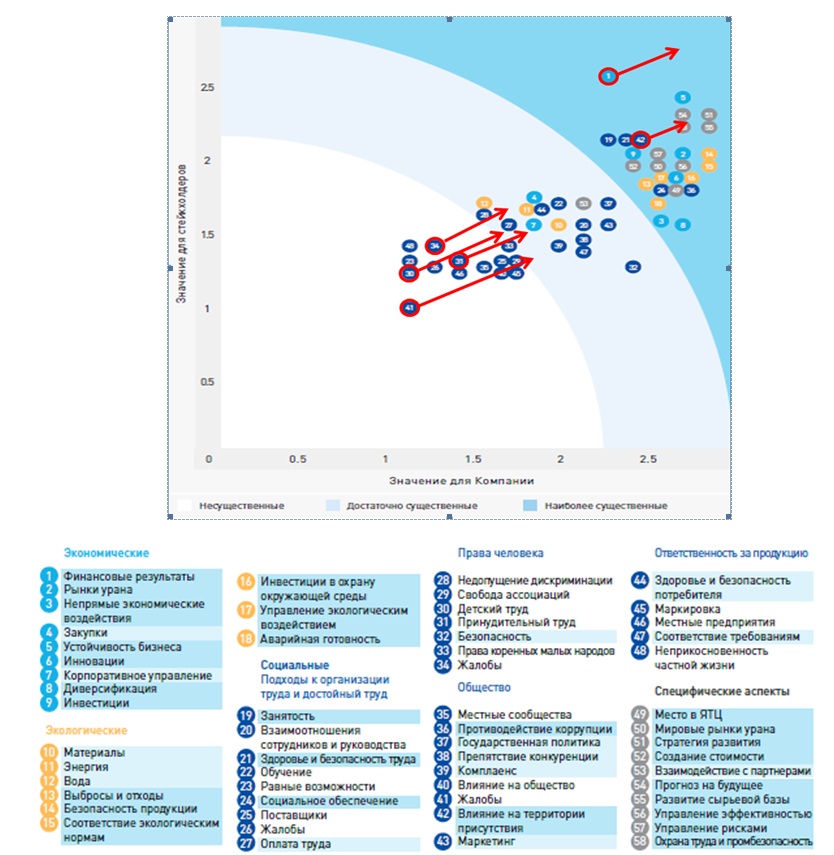 2.5
2
1.5
1
0.5
0
0.5
1
1.5
2
2.5
Значение для стейкхолдеров
Значение для Компании
Несущественные
Достаточно существенные
Наиболее существенные
1
5
54 51
55
19 21 42
9 57 2 14
52 50 56 15
13 17 6 16
24 49 36
18
3 8
12 4
28 11 44 22 53 37
27 7 10 20 43
48 34 33 39 38
47
23 31 25 29
30 26 46 35 45 32
41
Экономические
1 Финансовые результаты
2 Рынки урана
3 Непрямые экономические
воздействия
4 Закупки
5 Устойчивость бизнеса
6 Инновации
7 Корпоративное управление
8 Диверсификация
9 Инвестиции
Экологические
10 Материалы
11 Энергия
12 Вода
13 Выбросы и отходы
14 Безопасность продукции
15 Соответствие экологическим
нормам
16 Инвестиции в охрану
окружающей среды
17 Управление экологическим
воздействием
18 Аварийная готовность
Социальные
Подходы к организации
труда и достойный труд
19 Занятость
20 Взаимоотношения
сотрудников и руководства
21 Здоровье и безопасность труда
22 Обучение
23 Равные возможности
24 Социальное обеспечение
25 Поставщики
26 Жалобы
27 Оплата труда
Права человека
28 Недопущение дискриминации
29 Свобода ассоциаций
30 Детский труд
31 Принудительный труд
32 Безопасность
33 Права коренных малых народов
34 Жалобы
Общество
35 Местные сообщества
36 Противодействие коррупции
37 Государственная политика
38 Препятствие конкуренции
39 Комплаенс
40 Влияние на общество
41 Жалобы
42 Влияние на территории
присутствия
43 Маркетинг
Ответственность за продукцию
44 Здоровье и безопасность
потребителя
45 Маркировка
46 Местные предприятия
47 Соответствие требованиям
48 Неприкосновенность
частной жизни
Специфические аспекты
49 Место в ЯТЦ
50 Мировые рынки урана
51 Стратегия развития
52 Создание стоимости
53 Взаимодействие с партнерами
54 Прогноз на будущее
55 Развитие сырьевой базы
56 Управление эффективностью
57 Управление рисками
58 Охрана труда и промбезопасность